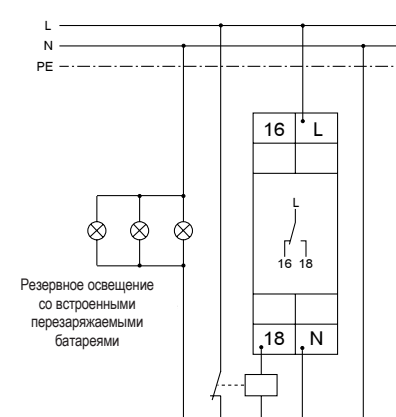 L
N
PE
16 L
L
16 18
Резервное освещение
со встроенными
перезаряжаемыми
батареями
18 N